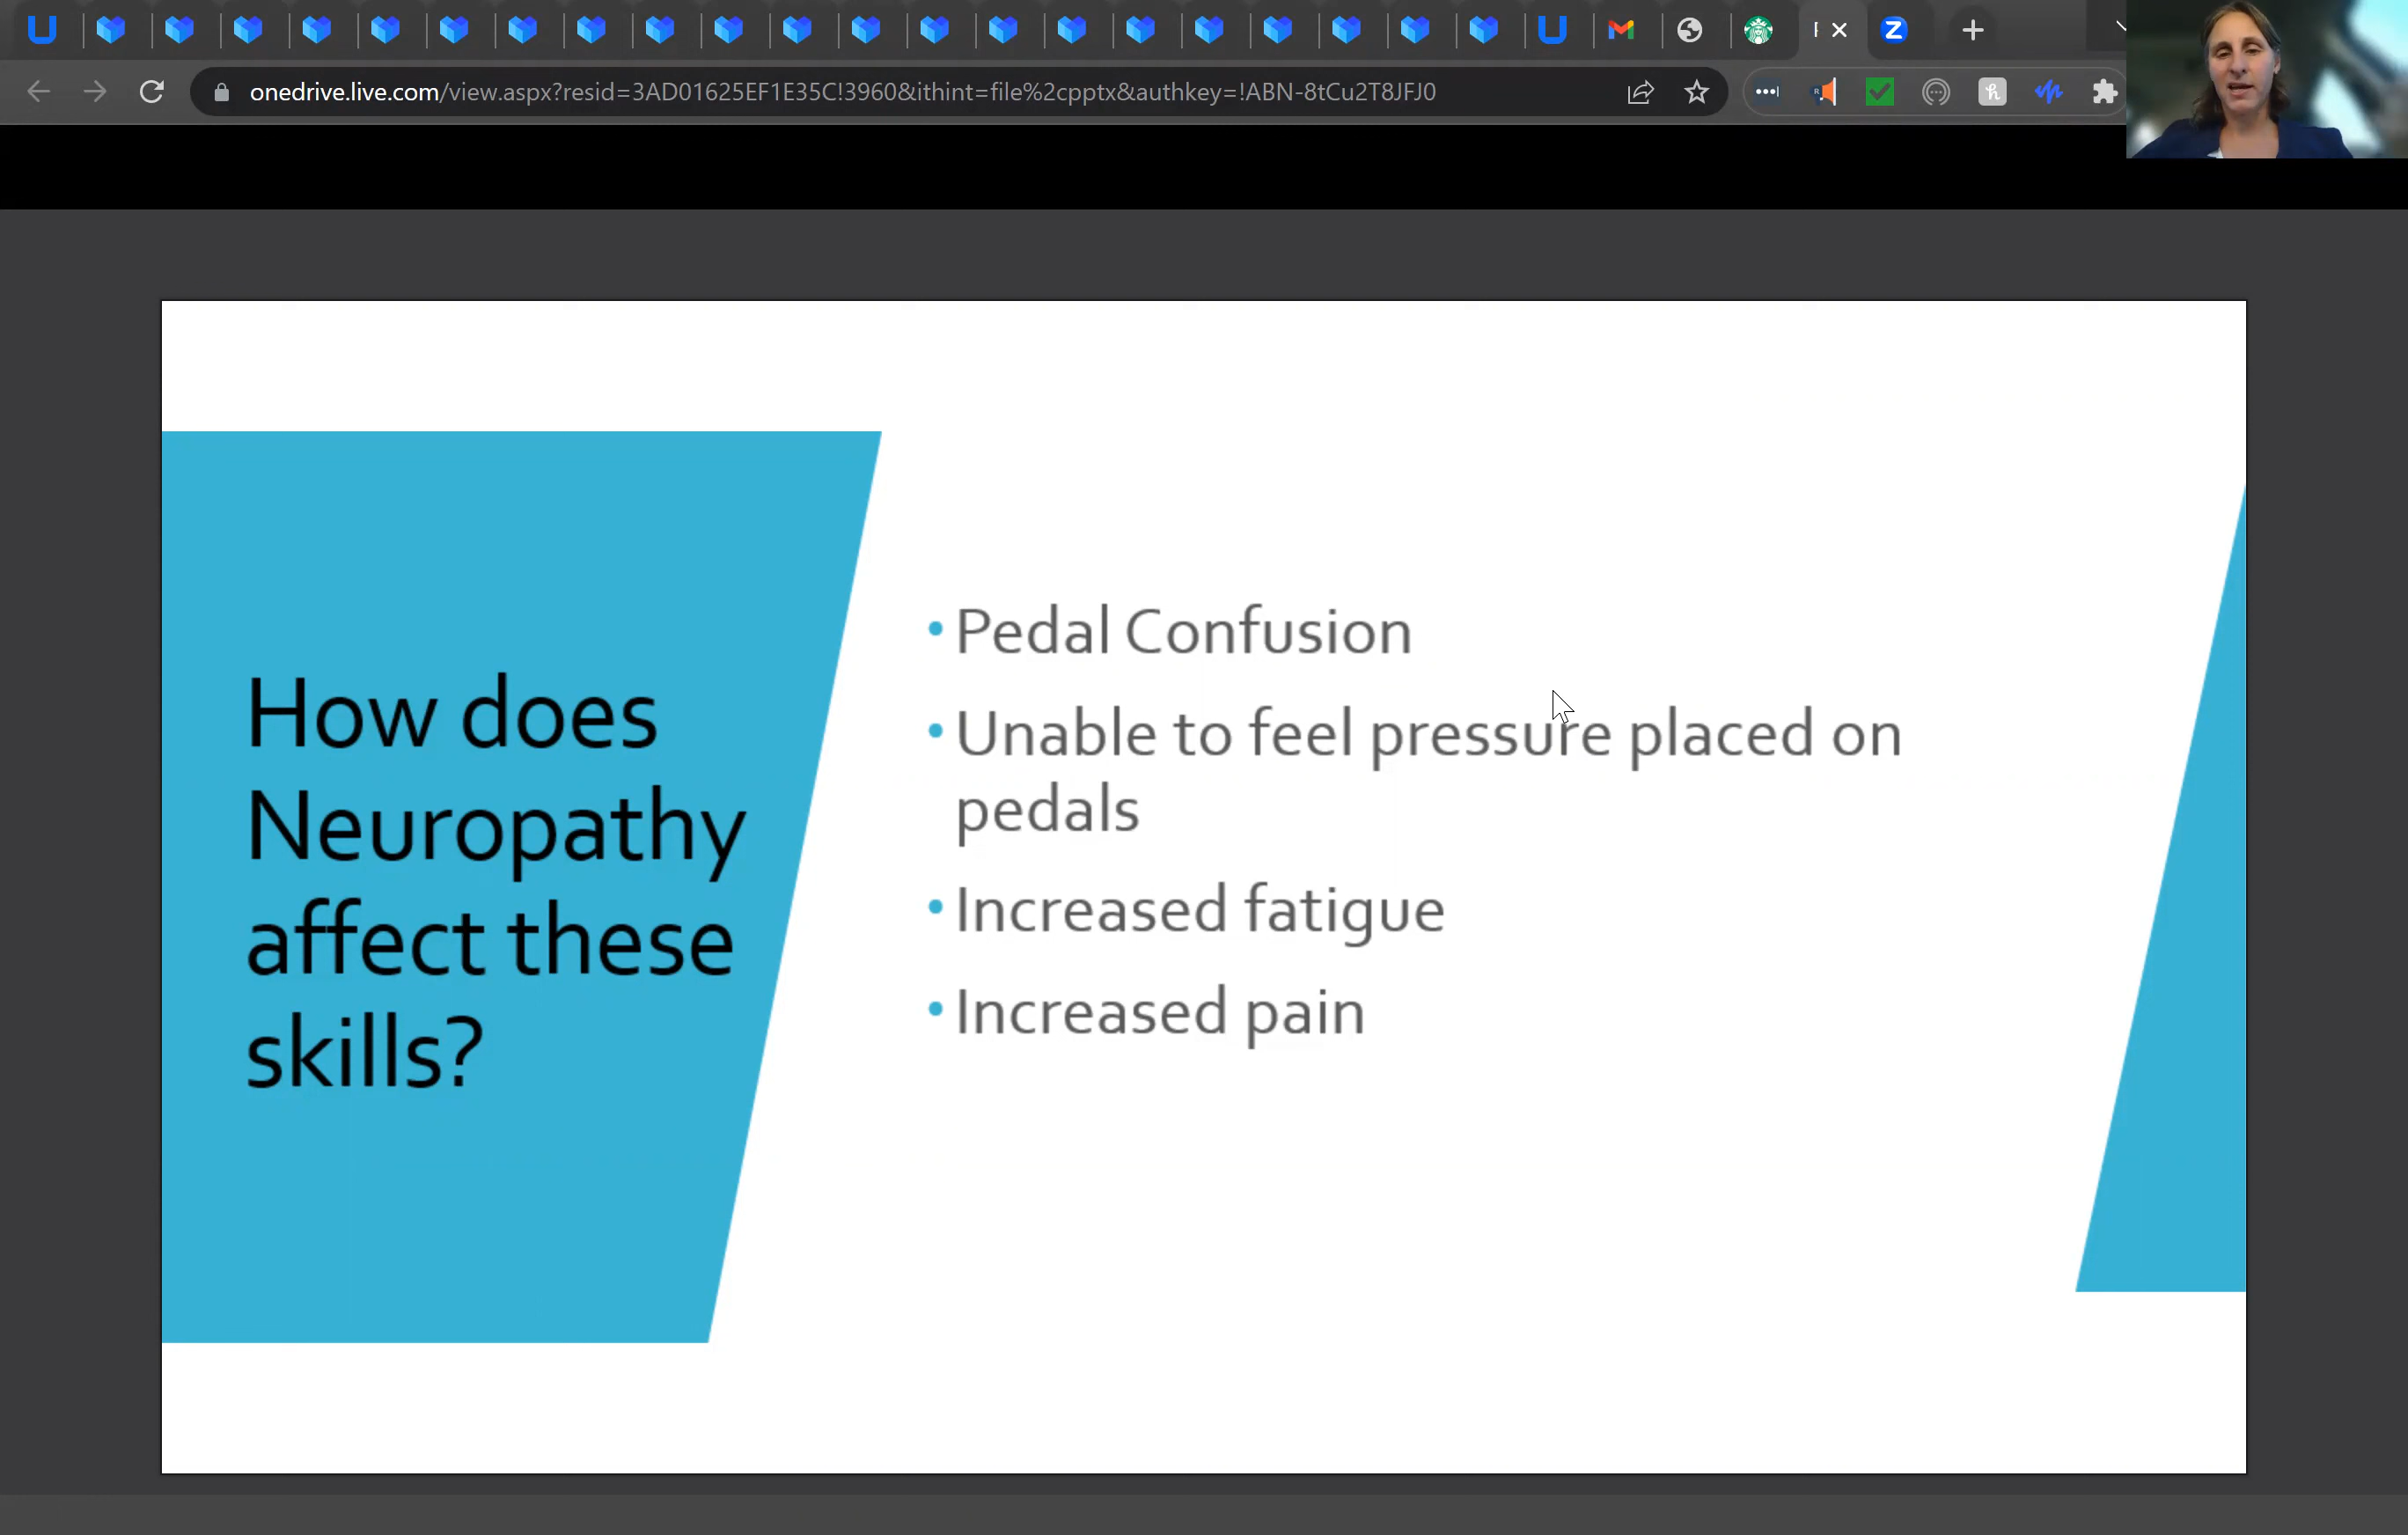 onedrive.live.com/view.aspx?resid=3AD01625EF1E35C!3960&ithint=file%2cpptx&authkey=!ABN-8tCu2T8JFJ0
How does
Neuropathy
affect these
skills?
• Pedal Confusion
• Unable to feel pressure placed on
pedals
• Increased fatigue
• Increased pain